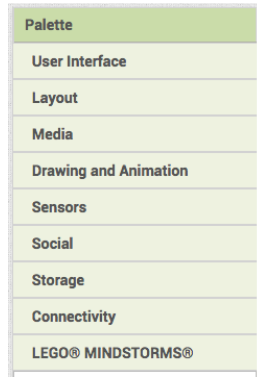 Palette
User Interface
Layout
Media
Drawing and Animation
Sensors
Social
Storage
Connectivity
LEGO® MINDSTORMS®